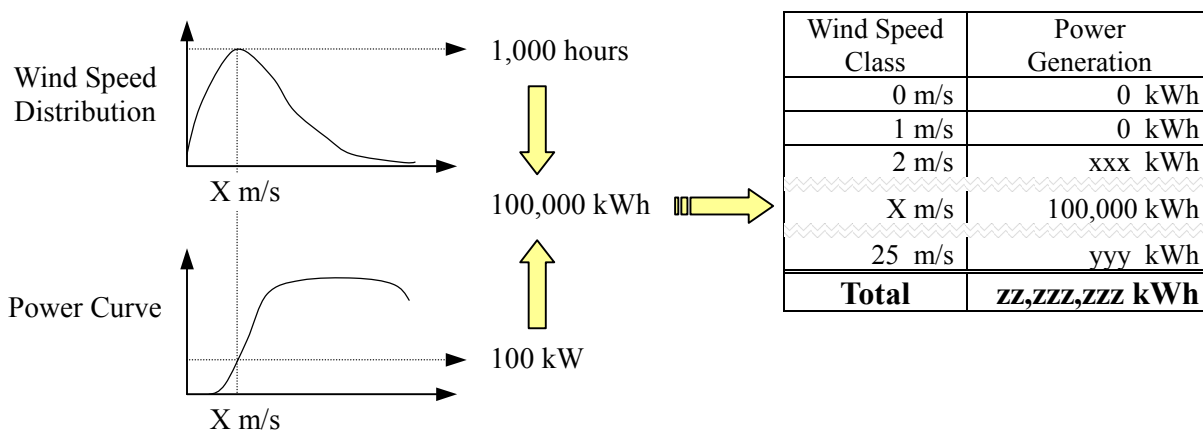 Wind Speed
Distribution
X m/s
1,000 hours
100,000 kWh
Power Curve
X m/s
100 kW
Wind Speed
Class
Power
Generation
0 m/s 0 kWh
1 m/s 0 kWh
2 m/s xxx kWh
X m/s 100,000 kWh
25 m/s yyy kWh
Total zz,zzz,zzz kWh